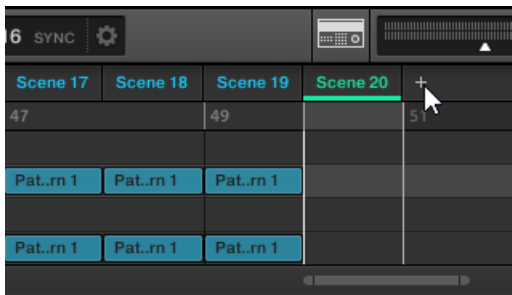 16 SYNC
Scene 17 Scene 18 Scene 19 Scene 20 +
47 49 51
Pat..rn 1 Pat..rn 1 Pat..rn 1
Pat..rn 1 Pat..rn 1 Pat..rn 1